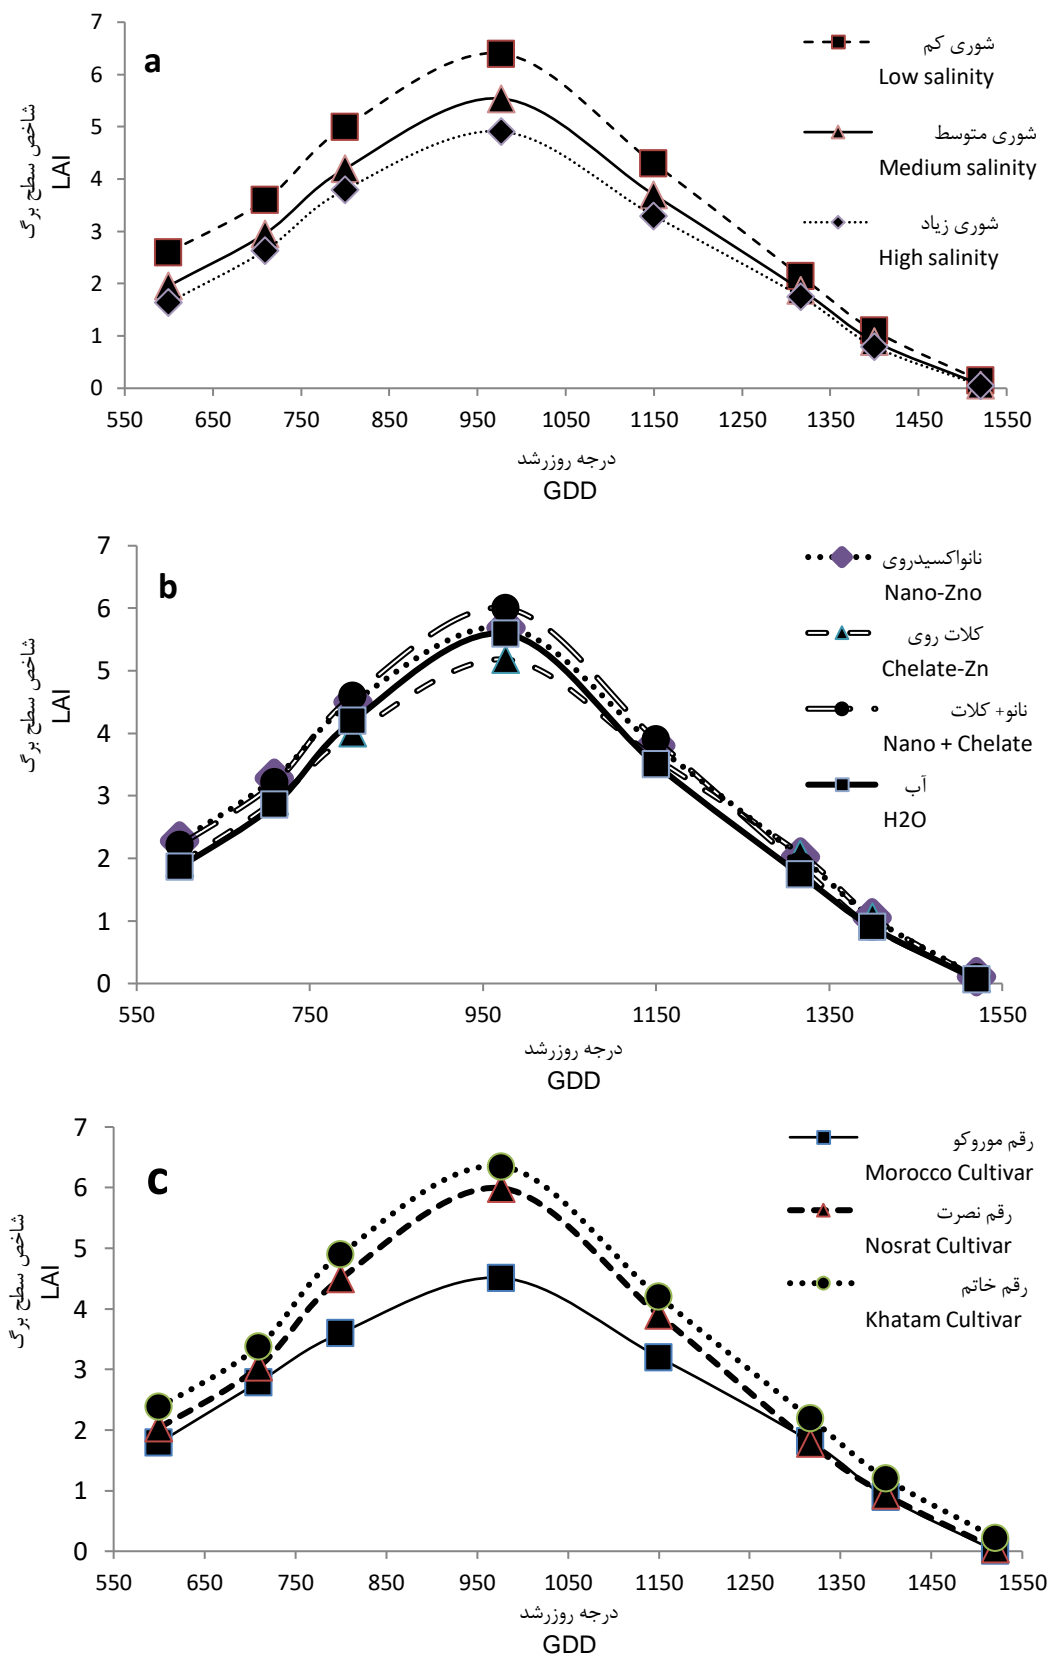 a
7
6
5
4
3
2
1
0
شاخص سطح برگ
LAI
550 650 750 850 950 1050 1150 1250 1350 1450 1550
درجه روزرشد
GDD
شوری کم
Low salinity
شوری متوسط
Medium salinity
شوری زیاد
High salinity
b
7
6
5
4
3
2
1
0
شاخص سطح برگ
LAI
550 750 950 1150 1350 1550
درجه روزرشد
GDD
نانواکسیدروی
Nano-Zno
کلات روی
Chelate-Zn
نانو+ کلات
Nano + Chelate
آب
H2O
c
7
6
5
4
3
2
1
0
شاخص سطح برگ
LAI
550 650 750 850 950 1050 1150 1250 1350 1450 1550
درجه روزرشد
GDD
رقم موروکو
Morocco Cultivar
رقم نصرت
Nosrat Cultivar
رقم خاتم
Khatam Cultivar